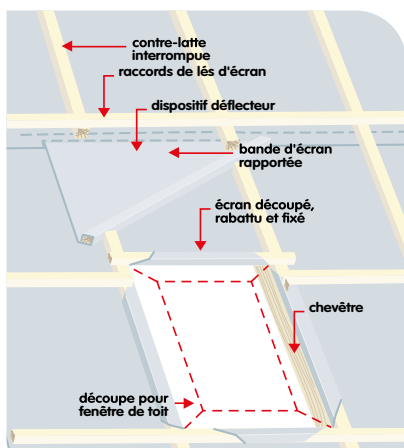 contre-latte
interrompue
raccords de lés d'écran
dispositif déflecteur
bande d'écran
rapportée
écran découpé,
rabattu et fixé
chevêtre
découpe pour
fenêtre de toit